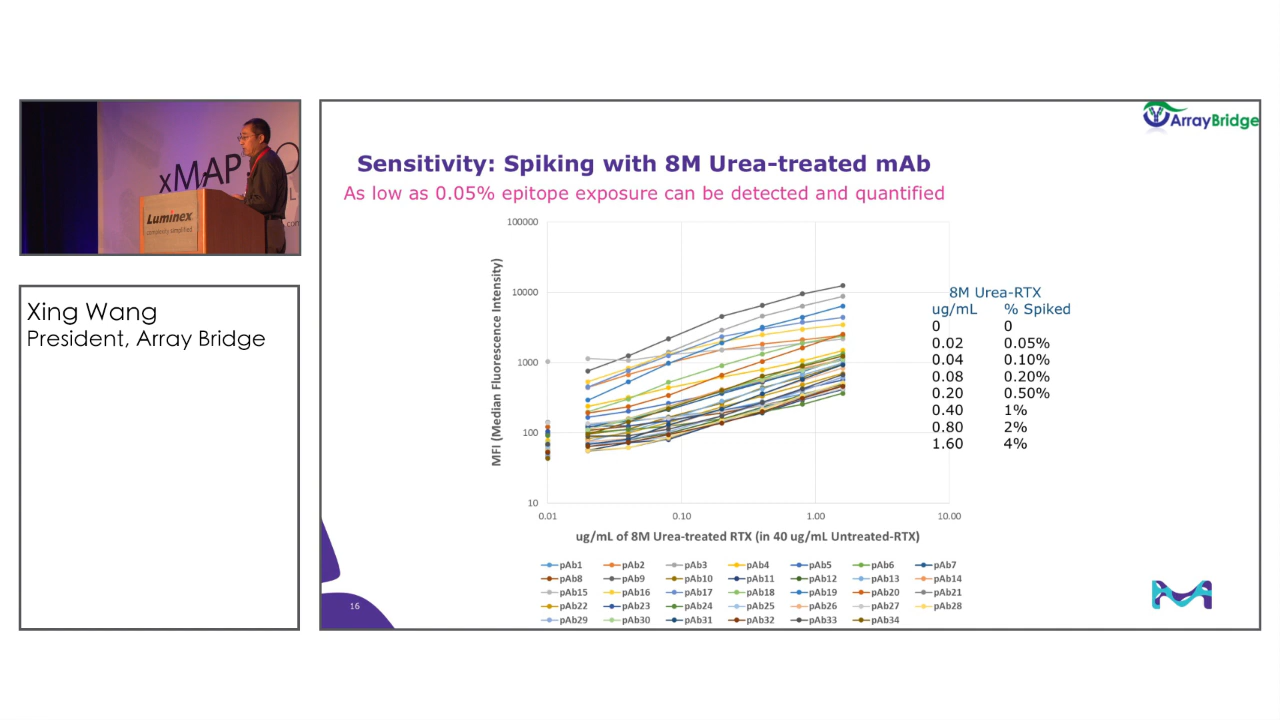 xMAP
Luminex
complexity simplified.
Xing Wang
President, Array Bridge
ArrayBridge
Sensitivity: Spiking with 8M Urea-treated mAb
As low as 0.05% epitope exposure can be detected and quantified
MFI (Median Fluorescence Intensity)
100000
10000
1000
100
10
0.01 0.10 1.00 10.00
ug/mL of 8M Urea-treated RTX (in 40 ug/mL Untreated-RTX)
8M Urea-RTX
ug/mL % Spiked
0 0
0.02 0.05%
0.04 0.10%
0.08 0.20%
0.20 0.50%
0.40 1%
0.80 2%
1.60 4%
pAb1 pAb2 pAb3 pAb4 pAb5 pAb6 pAb7
pAb8 pAb9 pAb10 pAb11 pAb12 pAb13 pAb14
pAb15 pAb16 pAb17 pAb18 pAb19 pAb20 pAb21
pAb22 pAb23 pAb24 pAb25 pAb26 pAb27 pAb28
pAb29 pAb30 pAb31 pAb32 pAb33 pAb34
16